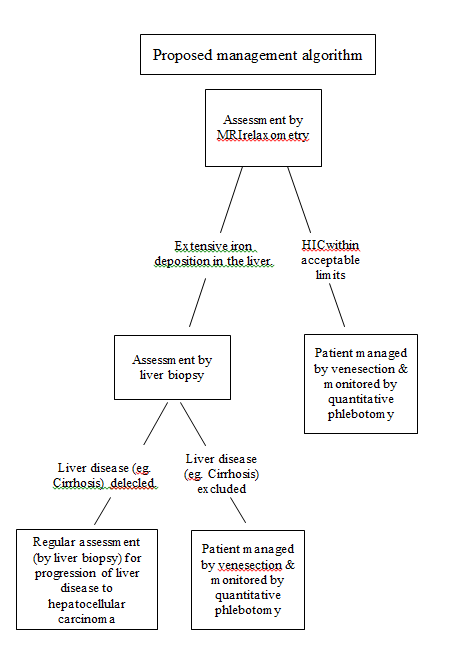 Proposed management algorithm
Assessment by
MRIrelaxometry
Extensive iron
deposition in the liver.
HICwithin
acceptable
limits
Assessment by
liver biopsy
Patient managed
by venesection &
monitored by
quantitative
phlebotomy
Liver disease (eg.
Cirrhosis) delected.
Liver disease
(eg. Cirrhosis)
excluded
Regular assessment
(by liver biopsy) for
progression of liver
disease to
hepatocellular
carcinoma
Patient managed
by venesection &
monitored by
quantitative
phlebotomy